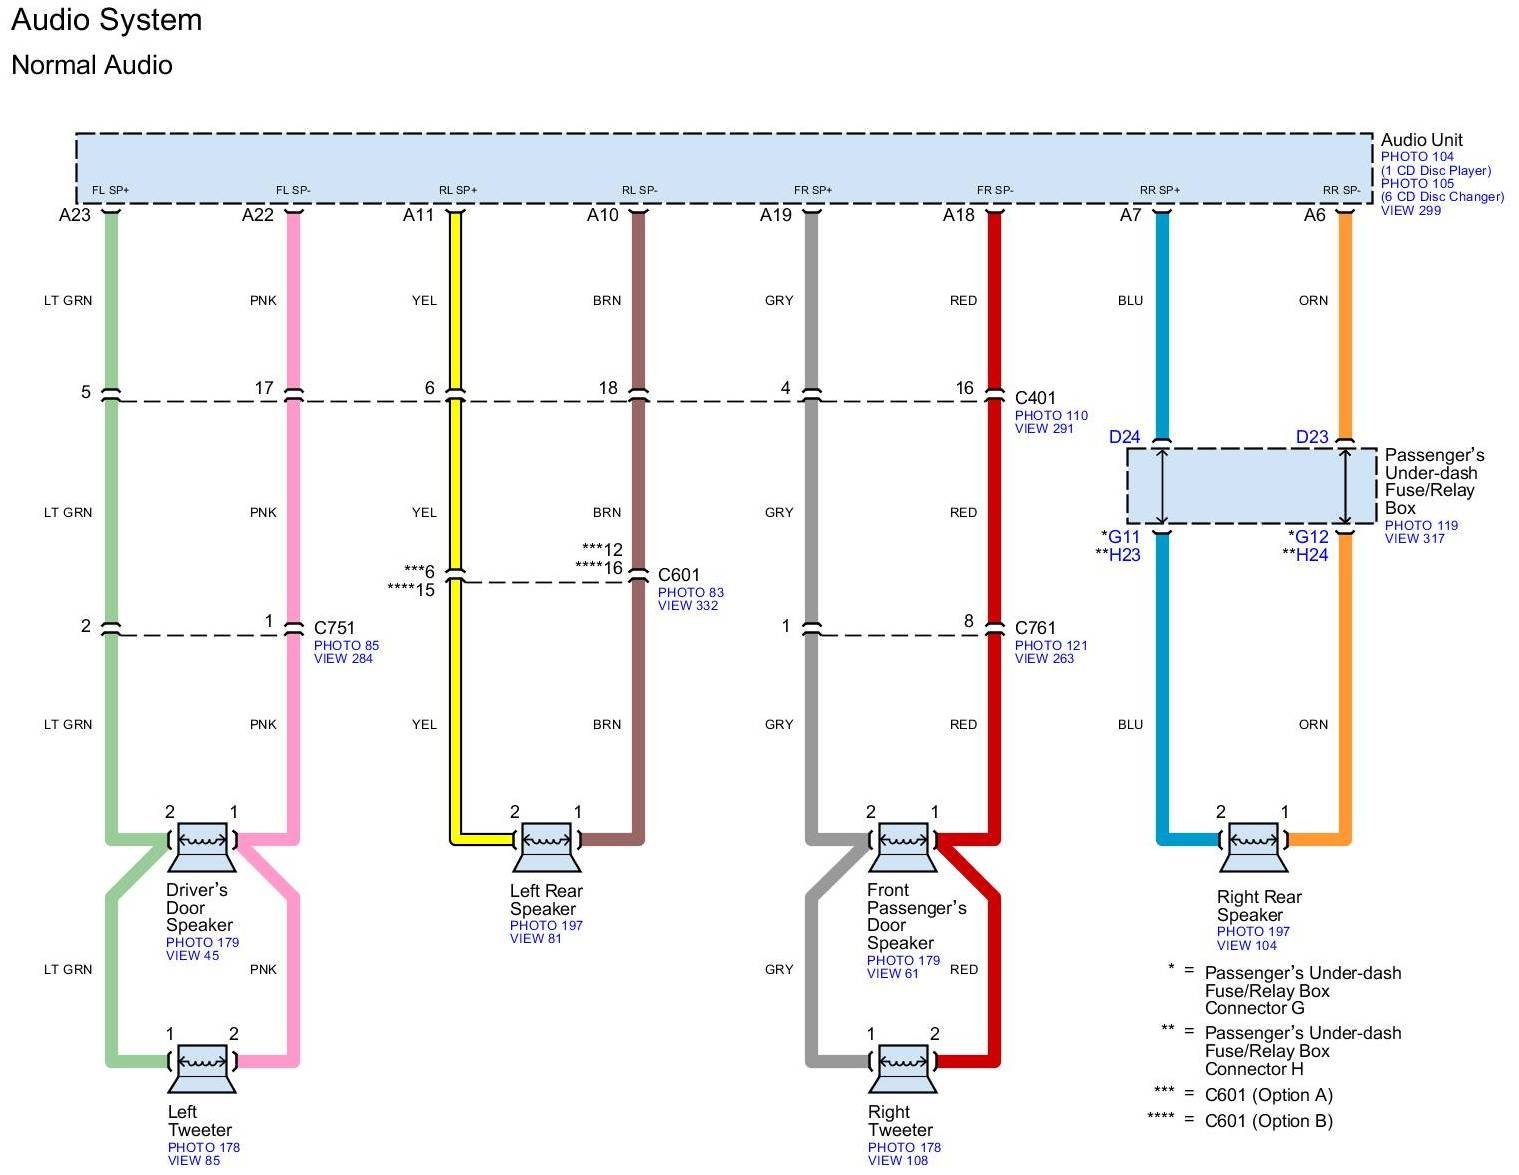 Audio System
Normal Audio
Audio Unit
PHOTO 104
(1 CD Disc Player)
PHOTO 105
(6 CD Disc Changer)
VIEW 299
FL SP+ FL SP- RL SP+ RL SP- FR SP+ FR SP- RR SP+ RR SP-
A23 A22 A11 A10 A19 A18 A7 A6
LT GRN PNK YEL BRN GRY RED BLU ORN
5 17 6 18 4 16 C401
PHOTO 110
VIEW 291
D24 D23
Passenger's
Under-dash
Fuse/Relay
Box
PHOTO 119
VIEW 317
LT GRN PNK YEL BRN GRY RED
*G11 *G12
**H23 **H24
***6 ***12
****15 ****16
C601
PHOTO 83
VIEW 332
2 1 C751
PHOTO 85
VIEW 284
1 8 C761
PHOTO 121
VIEW 263
LT GRN PNK YEL BRN GRY RED BLU ORN
2 1 2 1 2 1 2 1
Driver's
Door
Speaker
PHOTO 179
VIEW 45
Left Rear
Speaker
PHOTO 197
VIEW 81
Front
Passenger's
Door
Speaker
PHOTO 179
VIEW 61
Right Rear
Speaker
PHOTO 197
VIEW 104
LT GRN PNK GRY RED
1 2 1 2
Left
Tweeter
PHOTO 178
VIEW 85
Right
Tweeter
PHOTO 178
VIEW 108
* = Passenger's Under-dash
Fuse/Relay Box
Connector G
** = Passenger's Under-dash
Fuse/Relay Box
Connector H
*** = C601 (Option A)
**** = C601 (Option B)